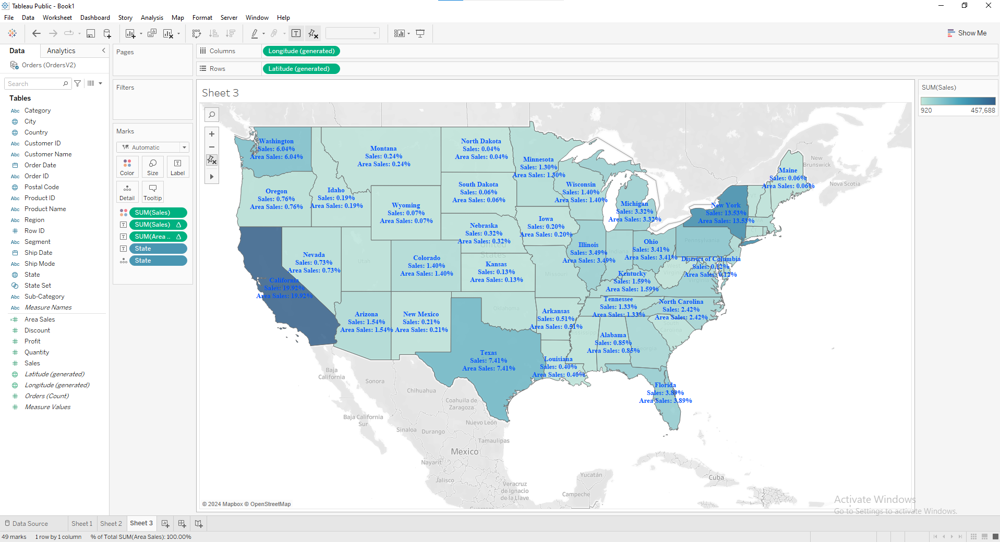 Tableau Public - Book1
File Data Worksheet Dashboard Story Analysis Map Format Server Window Help
Show Me
Data Analytics
Orders (OrdersV2)
Search
Tables
Abc Category
City
Country
Abc Customer ID
Abc Customer Name
Order Date
Abc Order ID
Postal Code
Abc Product ID
Abc Product Name
Abc Region
Row ID
Abc Segment
Ship Date
Abc Ship Mode
State
State Set
Abc Sub-Category
Abc Measure Names
Area Sales
Discount
Profit
Quantity
Sales
Latitude (generated)
Longitude (generated)
Orders (Count)
Measure Values
Pages
Filters
Marks
Automatic
Color Size Label
Detail Tooltip
SUM(Sales)
SUM(Sales)
SUM(Area ..
State
State
Columns Longitude (generated)
Rows Latitude (generated)
Sheet 3
Washington
Sales: 6.04%
Area Sales: 6.04%
Montana
Sales: 0.24%
Area Sales: 0.24%
North Dakota
Sales: 0.04%
Area Sales: 0.04%
Minnesota
Sales: 1.30%
Area Sales: 1.30%
Maine
Sales: 0.06%
Area Sales: 0.06%
New
Brunswick
Nova Scotia
Oregon
Sales: 0.76%
Area Sales: 0.76%
Idaho
Sales: 0.19%
Area Sales: 0.19%
Wyoming
Sales: 0.07%
Area Sales: 0.07%
South Dakota
Sales: 0.06%
Area Sales: 0.06%
Wisconsin
Sales: 1.40%
Area Sales: 1.40%
Michigan
Sales: 3.32%
Area Sales: 3.32%
New York
Sales: 13.53%
Area Sales: 13.53%
Nebraska
Sales: 0.32%
Area Sales: 0.32%
United
States
Iowa
Sales: 0.20%
Area Sales: 0.20%
Illinois
Sales: 3.49%
Area Sales: 3.49%
Indiana
Ohio
Sales: 3.41%
Area Sales: 3.41%
Pennsylvania
District of Columbia
Sales: 0.12%
Area Sales: 0.12%
West
Virginia
Virginia
Nevada
Sales: 0.73%
Area Sales: 0.73%
Utah
Colorado
Sales: 1.40%
Area Sales: 1.40%
Kansas
Sales: 0.13%
Area Sales: 0.13%
Missouri
Kentucky
Sales: 1.59%
Area Sales: 1.59%
California
Sales: 19.92%
Area Sales: 19.92%
Arizona
Sales: 1.54%
Area Sales: 1.54%
New Mexico
Sales: 0.21%
Area Sales: 0.21%
Oklahoma
Arkansas
Sales: 0.51%
Area Sales: 0.51%
Tennessee
Sales: 1.33%
Area Sales: 1.33%
North Carolina
Sales: 2.42%
Area Sales: 2.42%
South
Carolina
Mississippi
Alabama
Sales: 0.85%
Area Sales: 0.85%
Georgia
Texas
Sales: 7.41%
Area Sales: 7.41%
Louisiana
Sales: 0.40%
Area Sales: 0.40%
Florida
Sales: 3.89%
Area Sales: 3.89%
Baja
California
Sonora
Chihuahua
Coahuila de
Zaragoza
Baja California
Sur
Nuevo León
Sinaloa Durango
Tamaulipas
Mexico
Nayarit
Jalisco
Veracruz
de Ignacio
de la Llave
Yucatán
Campeche
Guerrero
Cuba
© 2024 Mapbox © OpenStreetMap
SUM(Sales)
920 457,688
Activate Windows
Go to Settings to activate Windows.
Data Source Sheet 1 Sheet 2 Sheet 3
49 marks 1 row by 1 column % of Total SUM(Area Sales): 100.00%